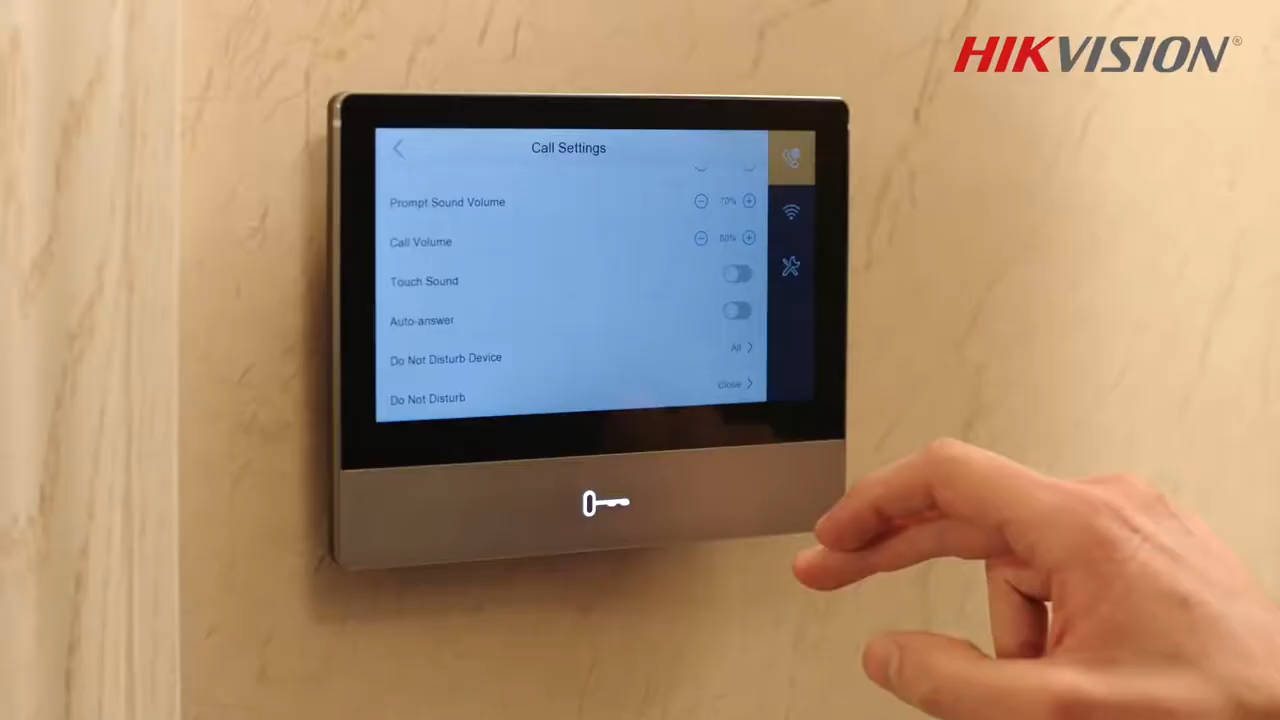 HIKVISION®
Call Settings
Prompt Sound Volume 70%
Call Volume
Touch Sound
Auto-answer
Do Not Disturb Device All
Do Not Disturb Close